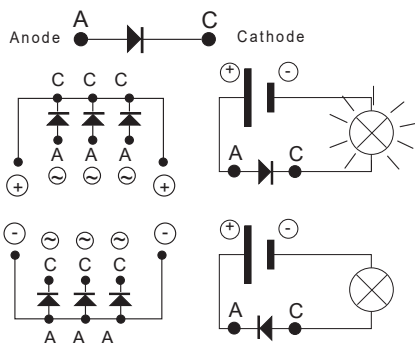 Anode A C Cathode
C C C
A A A
+ ~ ~ ~ +
+ -
A C
- ~ ~ ~ -
C C C
A A A
+ -
A C